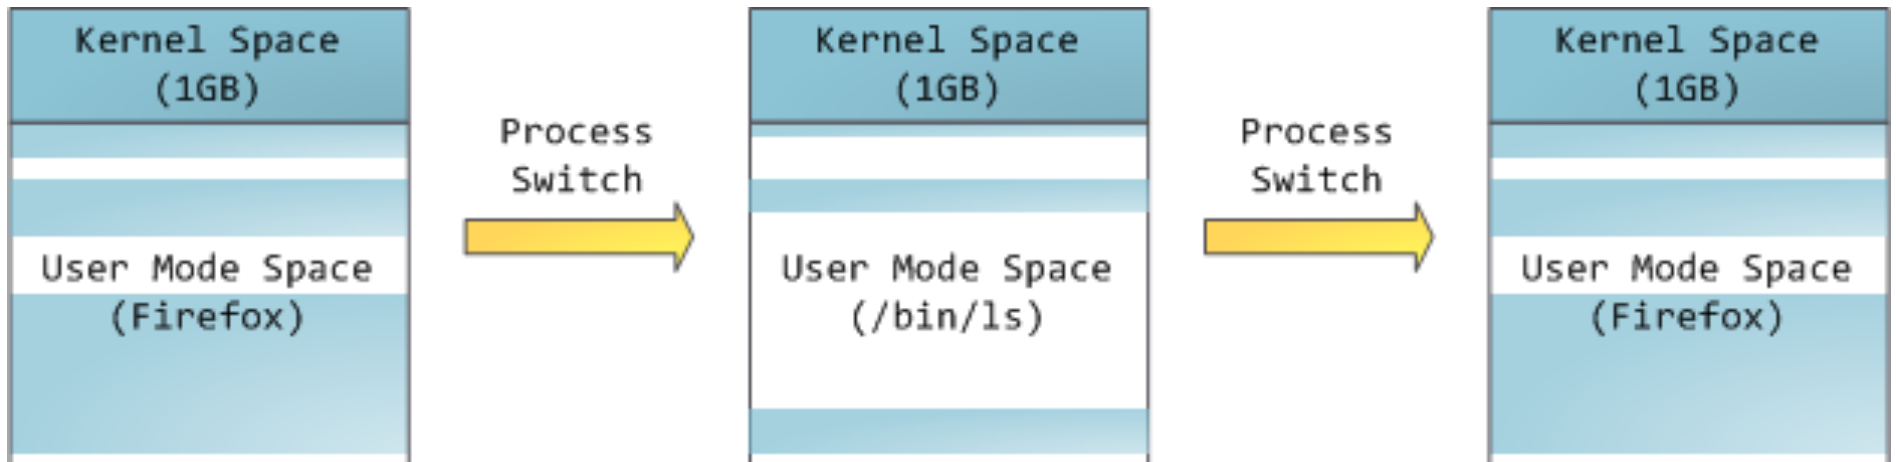 Kernel Space
(1GB)
Process
Switch
Kernel Space
(1GB)
Process
Switch
Kernel Space
(1GB)
User Mode Space
(Firefox)
User Mode Space
(/bin/ls)
User Mode Space
(Firefox)